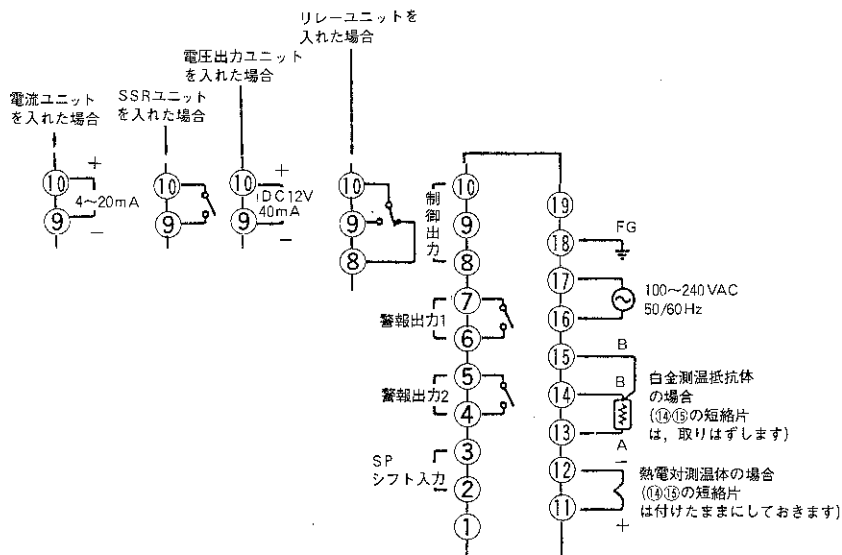 リレーユニットを
入れた場合
電圧出力ユニット
を入れた場合
電流ユニット
を入れた場合
SSRユニット
を入れた場合
+
10
4〜20mA
9
−
10
9
+
10
DC12V
40mA
9
−
10
9
8
制御出力
10
9
8
警報出力1
7
6
警報出力2
5
4
SP
シフト入力
3
2
1
19
18
FG
17
100〜240VAC
50/60Hz
16
15
B
14
B
13
A
白金測温抵抗体
の場合
(⑭⑮の短絡片
は,取りはずします)
−
12
11
+
熱電対測温体の場合
(⑭⑮の短絡片
は付けたままにしておきます)